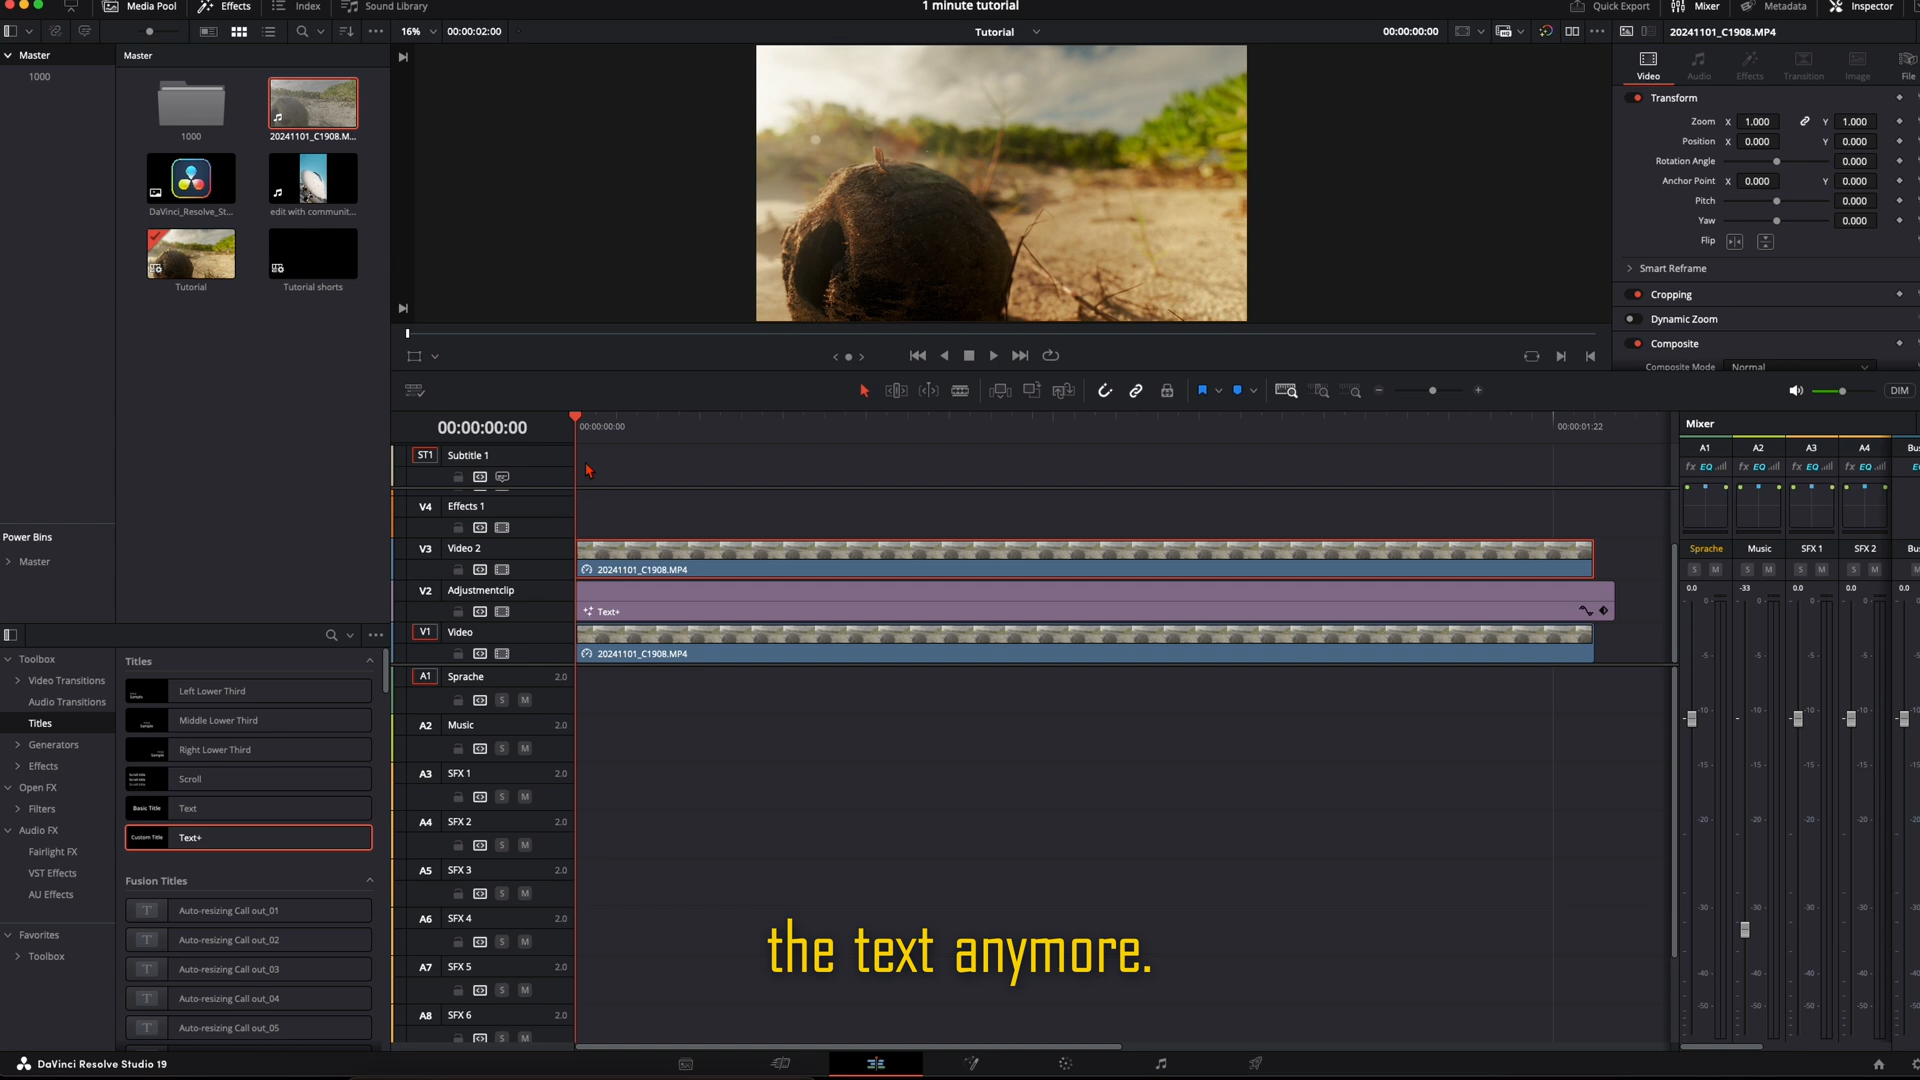 Media Pool
Effects
Index
Sound Library
1 minute tutorial
Quick Export
Mixer
Metadata
Inspector
16%
00:00:02:00
Tutorial
00:00:00:00
20241101_C1908.MP4
Master
1000
Master
1000
20241101_C1908.M...
DaVinci_Resolve_St...
edit with communit...
Tutorial
Tutorial shorts
Power Bins
Master
Video
Audio
Effects
Transition
Image
File
Transform
Zoom X 1.000 Y 1.000
Position X 0.000 Y 0.000
Rotation Angle 0.000
Anchor Point X 0.000 Y 0.000
Pitch 0.000
Yaw 0.000
Flip
Smart Reframe
Cropping
Dynamic Zoom
Composite
Composite Mode Normal
DIM
00:00:00:00
00:00:00:00
00:00:01:22
ST1 Subtitle 1
V4 Effects 1
V3 Video 2
20241101_C1908.MP4
V2 Adjustmentclip
Text+
V1 Video
20241101_C1908.MP4
A1 Sprache 2.0
S M
A2 Music 2.0
S M
A3 SFX 1 2.0
S M
A4 SFX 2 2.0
S M
A5 SFX 3 2.0
S M
A6 SFX 4 2.0
S M
A7 SFX 5 2.0
S M
A8 SFX 6 2.0
S M
Toolbox
Video Transitions
Audio Transitions
Titles
Generators
Effects
Open FX
Filters
Audio FX
Fairlight FX
VST Effects
AU Effects
Favorites
Toolbox
Titles
Left Lower Third
Middle Lower Third
Right Lower Third
Scroll
Basic Title Text
Custom Title Text+
Fusion Titles
Auto-resizing Call out_01
Auto-resizing Call out_02
Auto-resizing Call out_03
Auto-resizing Call out_04
Auto-resizing Call out_05
Mixer
A1 A2 A3 A4 Bu
fx EQ fx EQ fx EQ fx EQ
Sprache Music SFX 1 SFX 2 Bu
S M S M S M S M
0.0 -33 0.0 0.0 0.0
the text anymore.
DaVinci Resolve Studio 19